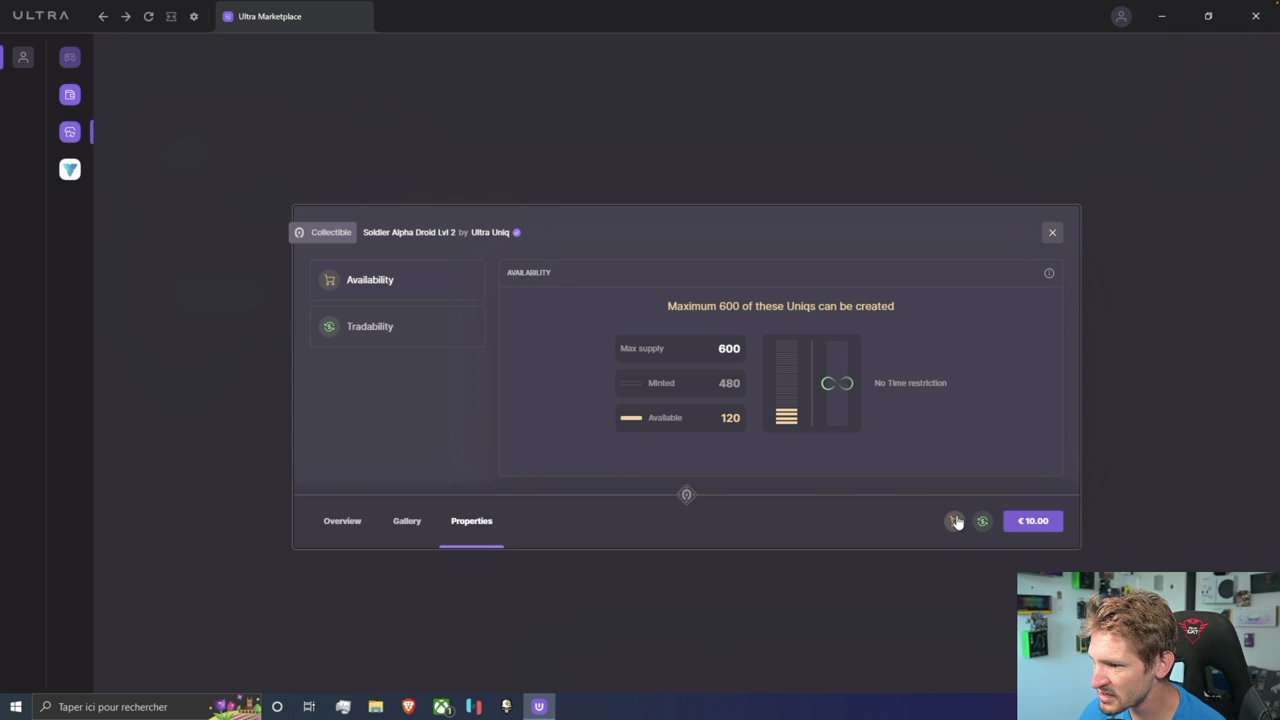 ULTRA
Ultra Marketplace
Collectible
Soldier Alpha Droid Lvl 2 by Ultra Uniq
Availability
Tradability
AVAILABILITY
Maximum 600 of these Uniqs can be created
Max supply 600
Minted 480
Available 120
No Time restriction
Overview
Gallery
Properties
€ 10.00
Taper ici pour rechercher
1